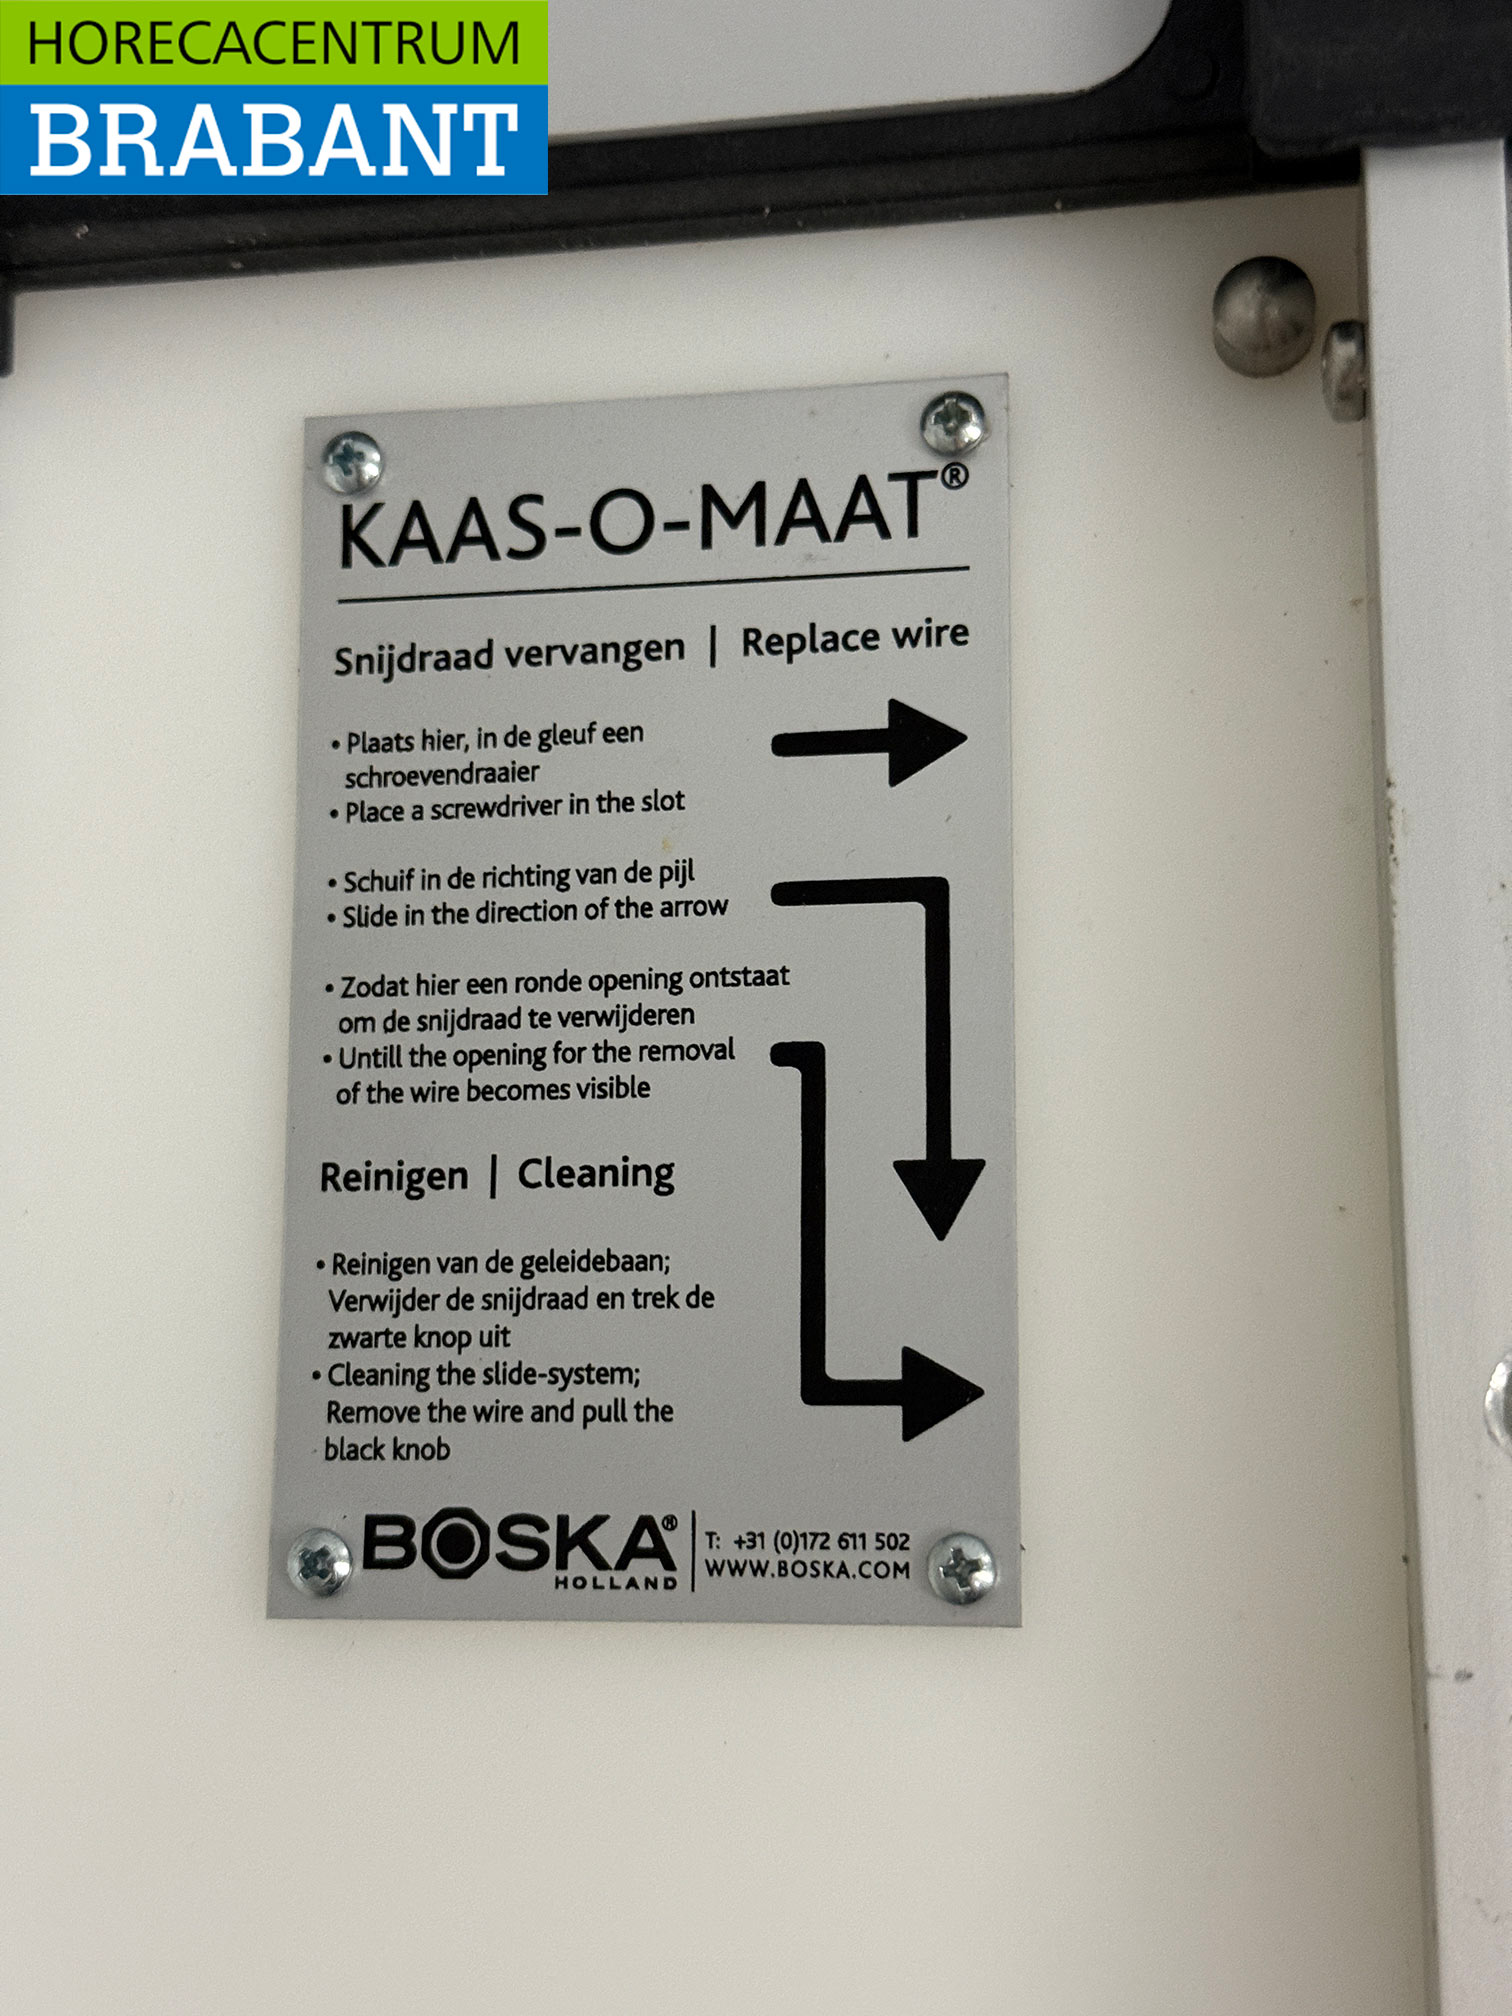 HORECACENTRUM
BRABANT
KAAS-O-MAAT®
Snijdraad vervangen | Replace wire
• Plaats hier, in de gleuf een
schroevendraaier
• Place a screwdriver in the slot
• Schuif in de richting van de pijl
• Slide in the direction of the arrow
• Zodat hier een ronde opening ontstaat
om de snijdraad te verwijderen
• Untill the opening for the removal
of the wire becomes visible
Reinigen | Cleaning
• Reinigen van de geleidebaan;
Verwijder de snijdraad en trek de
zwarte knop uit
• Cleaning the slide-system;
Remove the wire and pull the
black knob
BOSKA®
HOLLAND
T: +31 (0)172 611 502
WWW.BOSKA.COM